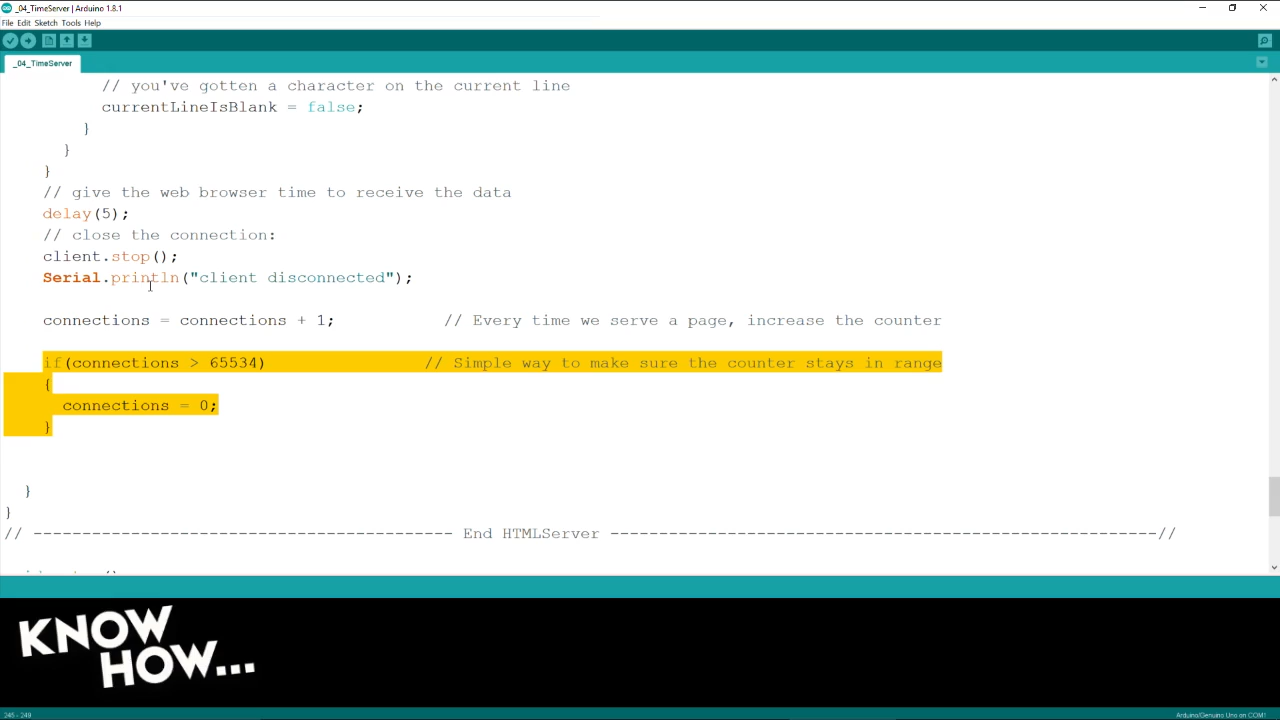 _04_TimeServer | Arduino 1.8.1
File Edit Sketch Tools Help
_04_TimeServer
// you've gotten a character on the current line
currentLineIsBlank = false;
}
}
}
// give the web browser time to receive the data
delay(5);
// close the connection:
client.stop();
Serial.println("client disconnected");
connections = connections + 1; // Every time we serve a page, increase the counter
if(connections > 65534) // Simple way to make sure the counter stays in range
{
connections = 0;
}
}
}
// ------------------------------------------- End HTMLServer --------------------------------------------------------//
KNOW
HOW...
245 - 249
Arduino/Genuino Uno on COM1